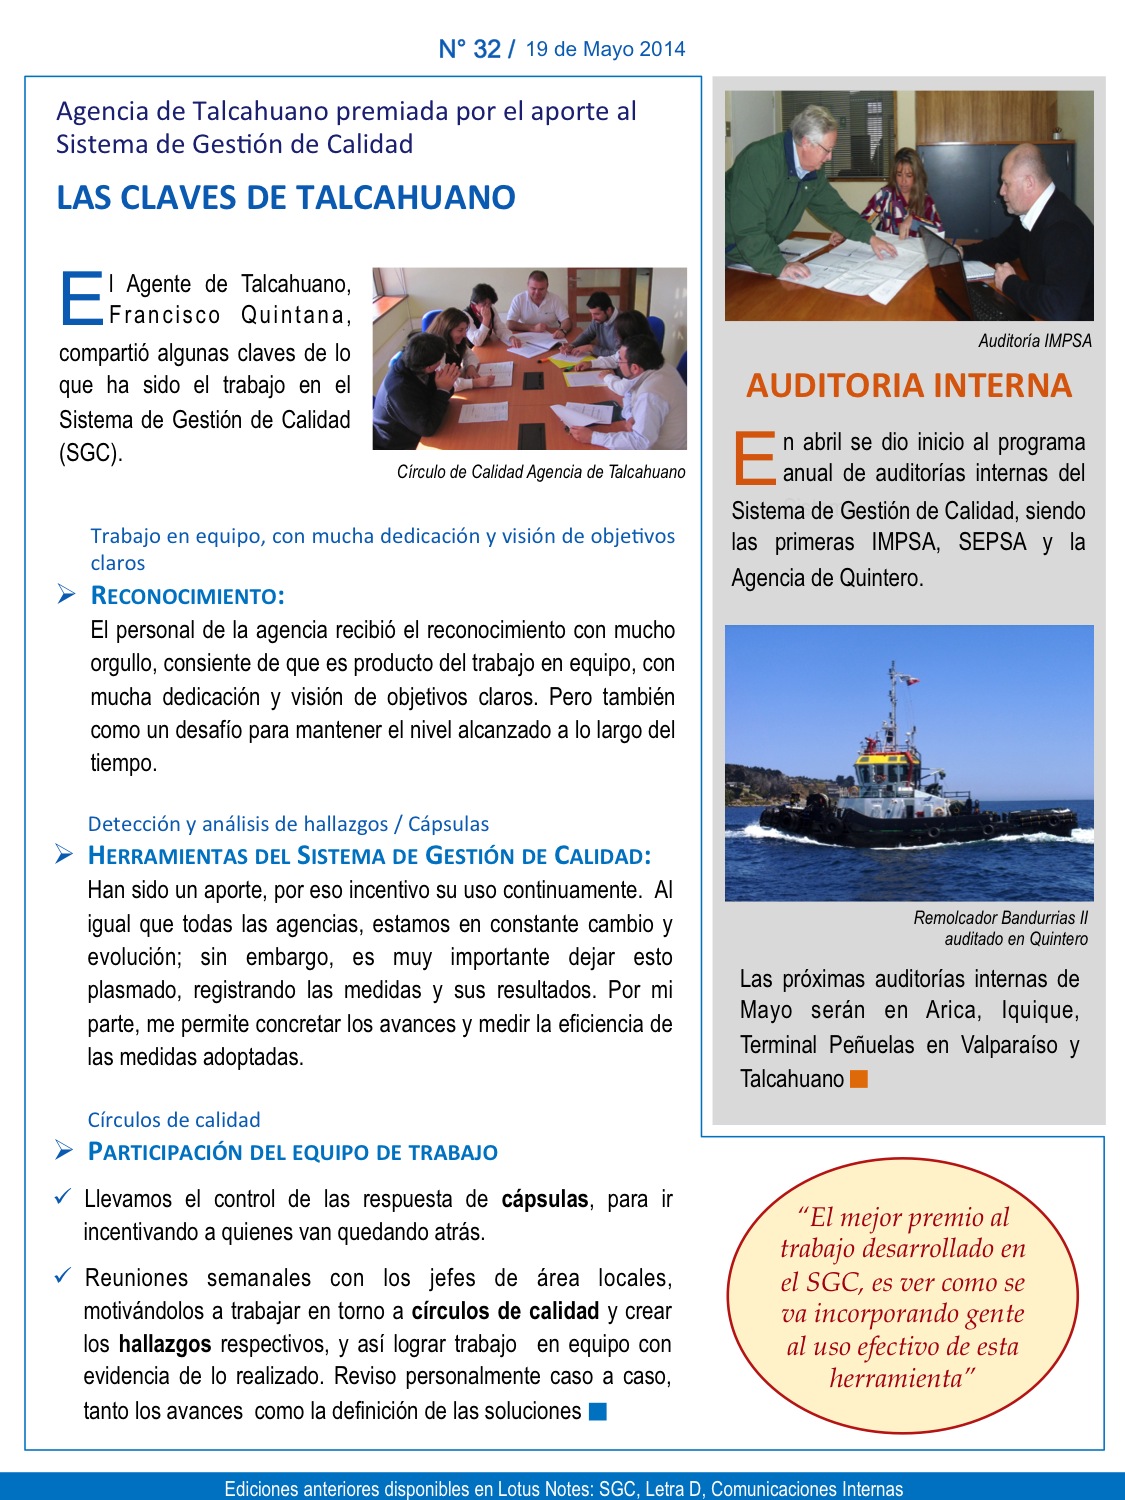 N° 32 / 19 de Mayo 2014
Agencia de Talcahuano premiada por el aporte al
Sistema de Gestión de Calidad
LAS CLAVES DE TALCAHUANO
El Agente de Talcahuano,
Francisco Quintana,
compartió algunas claves de lo
que ha sido el trabajo en el
Sistema de Gestión de Calidad
(SGC).
Círculo de Calidad Agencia de Talcahuano
Trabajo en equipo, con mucha dedicación y visión de objetivos
claros
➢ RECONOCIMIENTO:
El personal de la agencia recibió el reconocimiento con mucho
orgullo, consiente de que es producto del trabajo en equipo, con
mucha dedicación y visión de objetivos claros. Pero también
como un desafío para mantener el nivel alcanzado a lo largo del
tiempo.
Detección y análisis de hallazgos / Cápsulas
➢ HERRAMIENTAS DEL SISTEMA DE GESTIÓN DE CALIDAD:
Han sido un aporte, por eso incentivo su uso continuamente. Al
igual que todas las agencias, estamos en constante cambio y
evolución; sin embargo, es muy importante dejar esto
plasmado, registrando las medidas y sus resultados. Por mi
parte, me permite concretar los avances y medir la eficiencia de
las medidas adoptadas.
Círculos de calidad
➢ PARTICIPACIÓN DEL EQUIPO DE TRABAJO
✓ Llevamos el control de las respuesta de cápsulas, para ir
incentivando a quienes van quedando atrás.
✓ Reuniones semanales con los jefes de área locales,
motivándolos a trabajar en torno a círculos de calidad y crear
los hallazgos respectivos, y así lograr trabajo en equipo con
evidencia de lo realizado. Reviso personalmente caso a caso,
tanto los avances como la definición de las soluciones
Auditoría IMPSA
AUDITORIA INTERNA
En abril se dio inicio al programa
anual de auditorías internas del
Sistema de Gestión de Calidad, siendo
las primeras IMPSA, SEPSA y la
Agencia de Quintero.
Remolcador Bandurrias II
auditado en Quintero
Las próximas auditorías internas de
Mayo serán en Arica, Iquique,
Terminal Peñuelas en Valparaíso y
Talcahuano
“El mejor premio al
trabajo desarrollado en
el SGC, es ver como se
va incorporando gente
al uso efectivo de esta
herramienta”
Ediciones anteriores disponibles en Lotus Notes: SGC, Letra D, Comunicaciones Internas